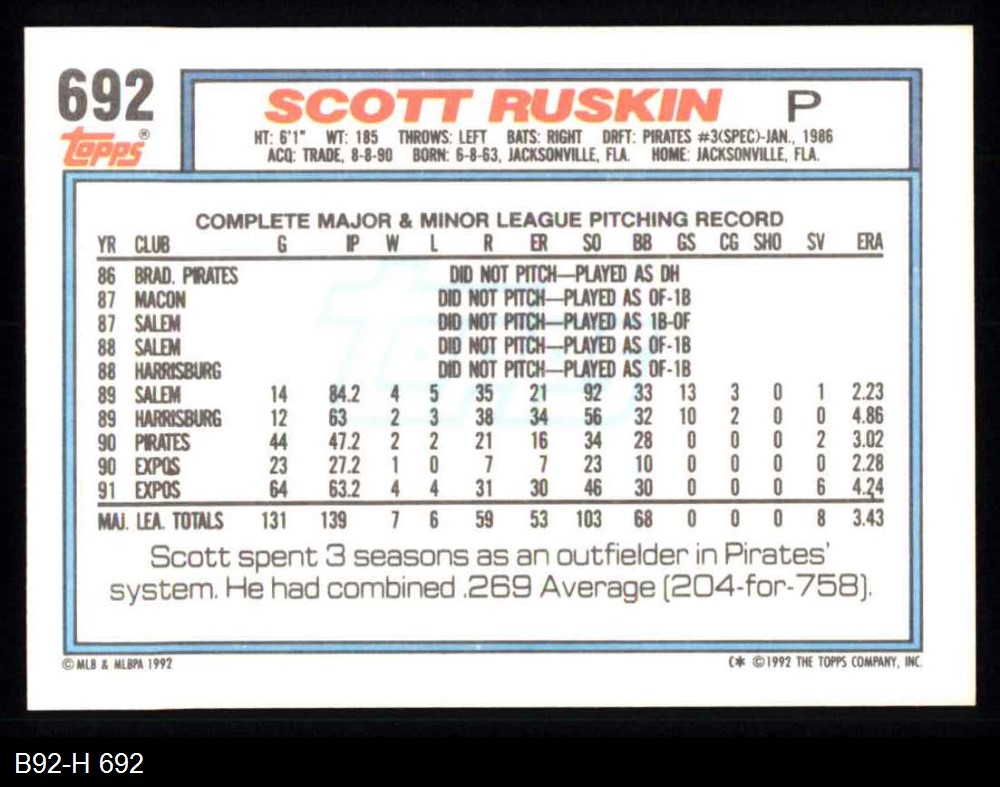 692
SCOTT RUSKIN P
Topps®
HT: 6'1" WT: 185 THROWS: LEFT BATS: RIGHT DRFT: PIRATES #3(SPEC)-JAN., 1986
ACQ: TRADE, 8-8-90 BORN: 6-8-63, JACKSONVILLE, FLA. HOME: JACKSONVILLE, FLA.
COMPLETE MAJOR & MINOR LEAGUE PITCHING RECORD
YR CLUB G IP W L R ER SO BB GS CG SHO SV ERA
86 BRAD. PIRATES DID NOT PITCH—PLAYED AS DH
87 MACON DID NOT PITCH—PLAYED AS OF-1B
87 SALEM DID NOT PITCH—PLAYED AS 1B-OF
88 SALEM DID NOT PITCH—PLAYED AS OF-1B
88 HARRISBURG DID NOT PITCH—PLAYED AS OF-1B
89 SALEM 14 84.2 4 5 35 21 92 33 13 3 0 1 2.23
89 HARRISBURG 12 63 2 3 38 34 56 32 10 2 0 0 4.86
90 PIRATES 44 47.2 2 2 21 16 34 28 0 0 0 2 3.02
90 EXPOS 23 27.2 1 0 7 7 23 10 0 0 0 0 2.28
91 EXPOS 64 63.2 4 4 31 30 46 30 0 0 0 6 4.24
MAJ. LEA. TOTALS 131 139 7 6 59 53 103 68 0 0 0 8 3.43
Scott spent 3 seasons as an outfielder in Pirates'
system. He had combined .269 Average (204-for-758).
© MLB & MLBPA 1992
C* ©1992 THE TOPPS COMPANY, INC.
B92-H 692